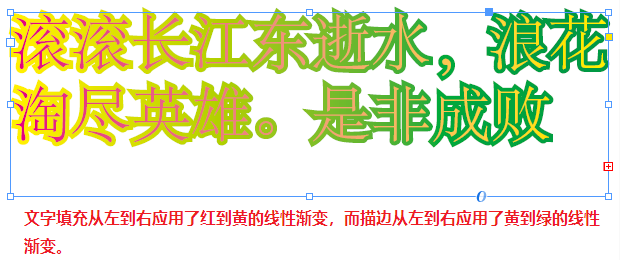 滚滚长江东逝水，浪花
淘尽英雄。是非成败
文字填充从左到右应用了红到黄的线性渐变，而描边从左到右应用了黄到绿的线性
渐变。